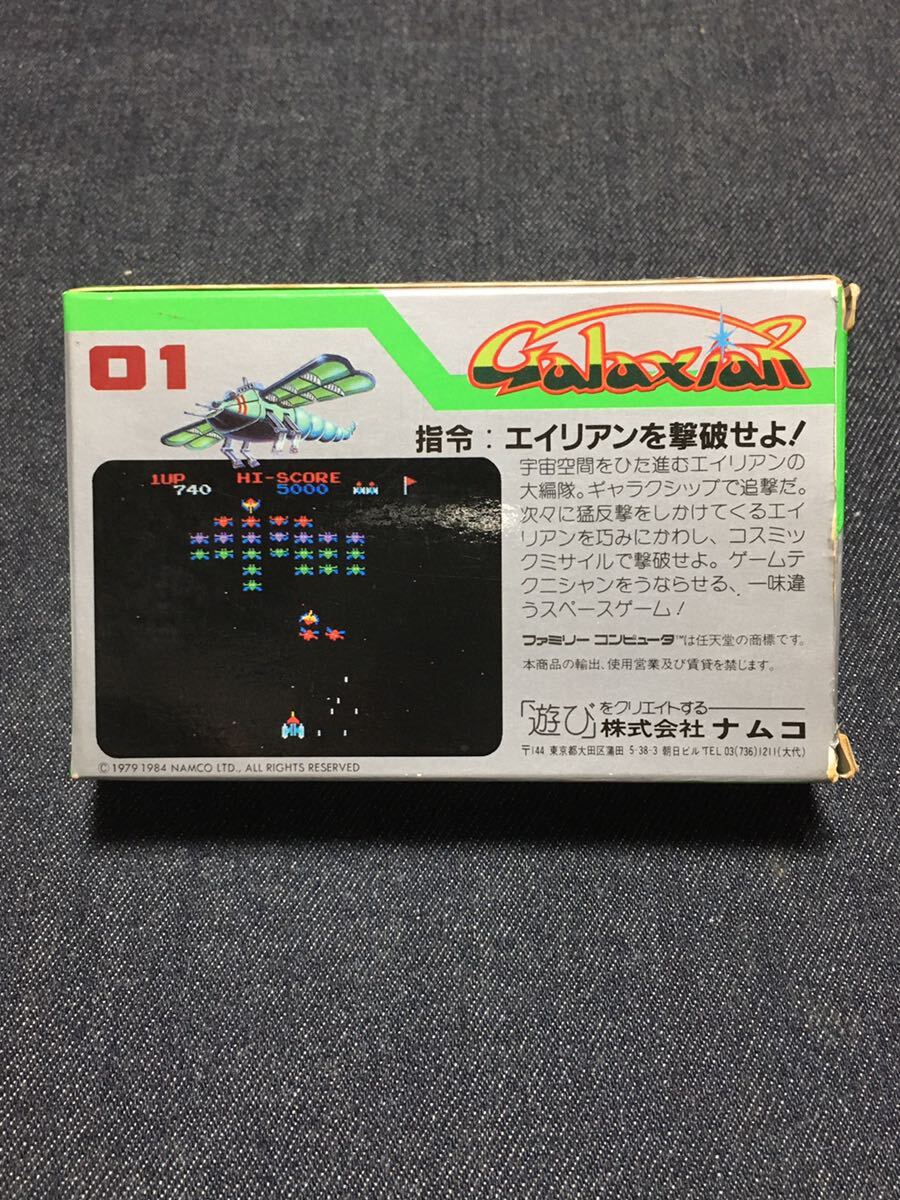 01
Galaxian
指令:エイリアンを撃破せよ!
宇宙空間をひた進むエイリアンの
大編隊。ギャラクシップで追撃だ。
次々に猛反撃をしかけてくるエイ
リアンを巧みにかわし、コスミッ
クミサイルで撃破せよ。ゲームテ
クニシャンをうならせる、一味違
うスペースゲーム!
ファミリー コンピュータ™は任天堂の商標です。
本商品の輸出、使用営業及び賃貸を禁じます。
「遊び」をクリエイトする
株式会社 ナムコ
〒144 東京都大田区蒲田 5-38-3 朝日ビル TEL 03(736)1211(大代)
1UP HI-SCORE
740 5000
© 1979 1984 NAMCO LTD., ALL RIGHTS RESERVED